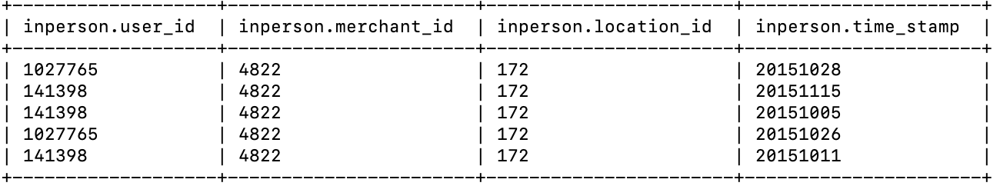 +--------------------+------------------------+------------------------+-----------------------+
| inperson.user_id  | inperson.merchant_id  | inperson.location_id  | inperson.time_stamp  |
+--------------------+------------------------+------------------------+-----------------------+
| 1027765           | 4822                  | 172                   | 20151028             |
| 141398            | 4822                  | 172                   | 20151115             |
| 141398            | 4822                  | 172                   | 20151005             |
| 1027765           | 4822                  | 172                   | 20151026             |
| 141398            | 4822                  | 172                   | 20151011             |
+--------------------+------------------------+------------------------+-----------------------+